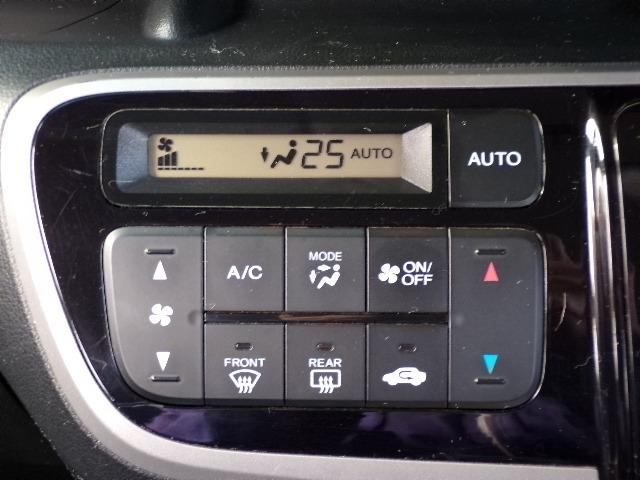 25 AUTO
AUTO
A/C
MODE
ON/
OFF
FRONT
REAR